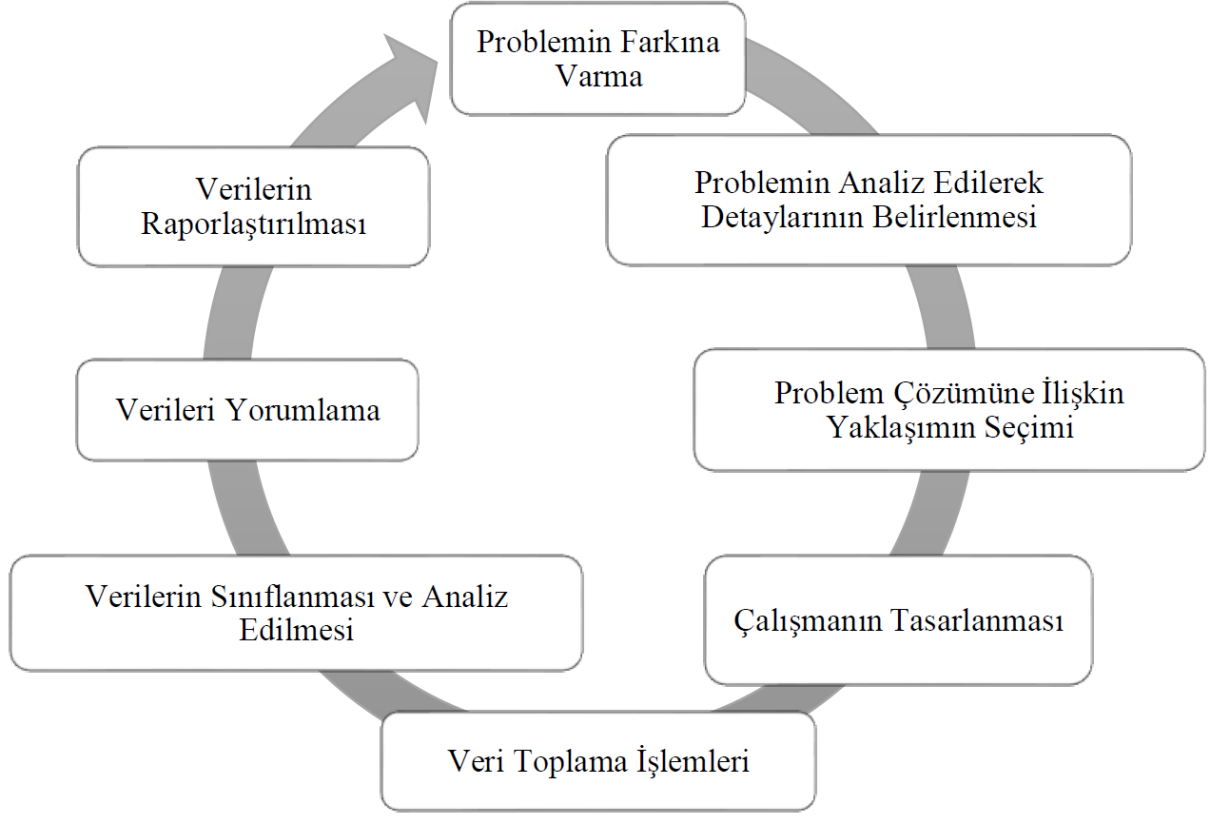 Problemin Farkına
Varma
Problemin Analiz Edilerek
Detaylarının Belirlenmesi
Problem Çözümüne İlişkin
Yaklaşımın Seçimi
Çalışmanın Tasarlanması
Veri Toplama İşlemleri
Verilerin Sınıflanması ve Analiz
Edilmesi
Verileri Yorumlama
Verilerin
Raporlaştırılması